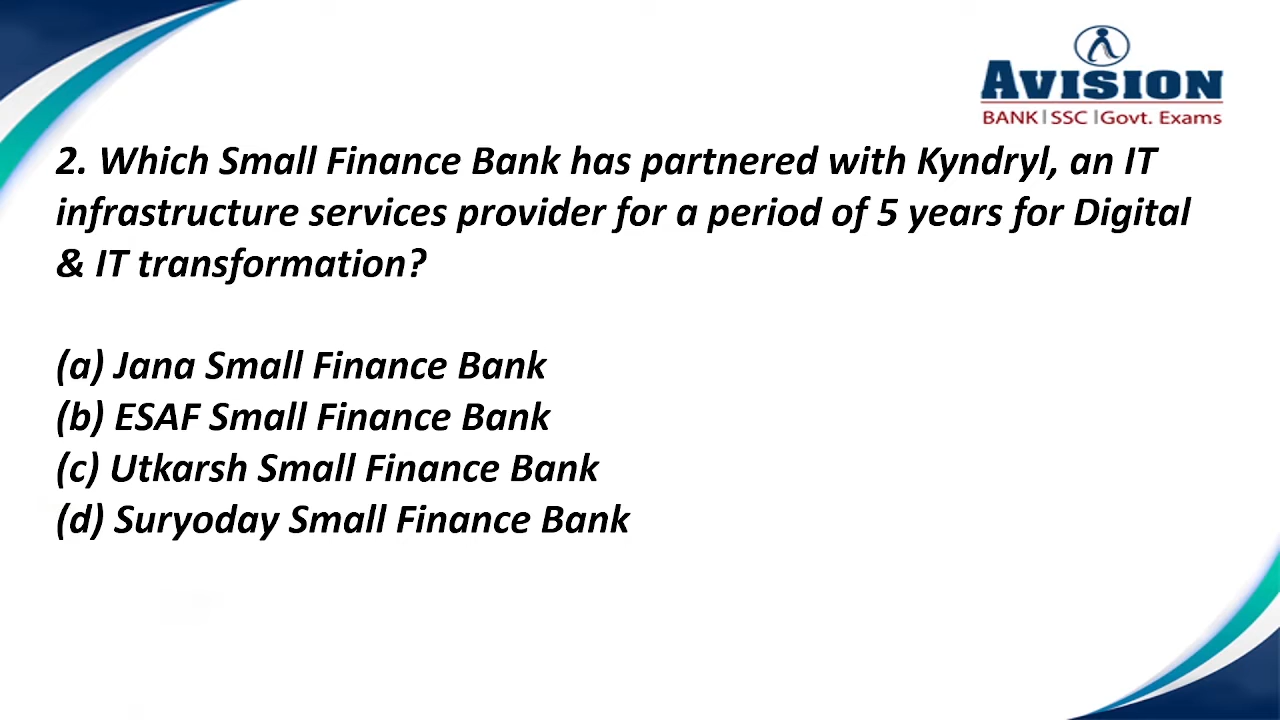 AVISION
BANK | SSC | Govt. Exams
2. Which Small Finance Bank has partnered with Kyndryl, an IT
infrastructure services provider for a period of 5 years for Digital
& IT transformation?
(a) Jana Small Finance Bank
(b) ESAF Small Finance Bank
(c) Utkarsh Small Finance Bank
(d) Suryoday Small Finance Bank